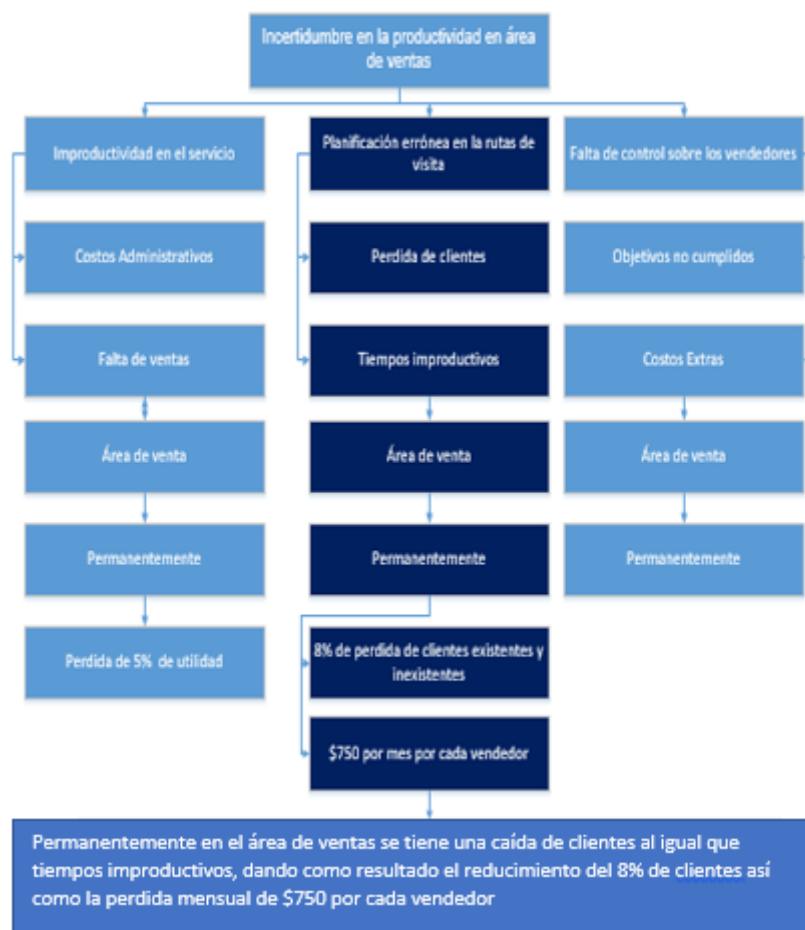 Incertidumbre en la productividad en área
de ventas
Improductividad en el servicio
Planificación errónea en la rutas de
visita
Falta de control sobre los vendedores
Costos Administrativos
Perdida de clientes
Objetivos no cumplidos
Falta de ventas
Tiempos improductivos
Costos Extras
Área de venta
Área de venta
Área de venta
Permanentemente
Permanentemente
Permanentemente
Perdida de 5% de utilidad
8% de perdida de clientes existentes y
inexistentes
$750 por mes por cada vendedor
Permanentemente en el área de ventas se tiene una caída de clientes al igual que
tiempos improductivos, dando como resultado el reducimiento del 8% de clientes así
como la perdida mensual de $750 por cada vendedor